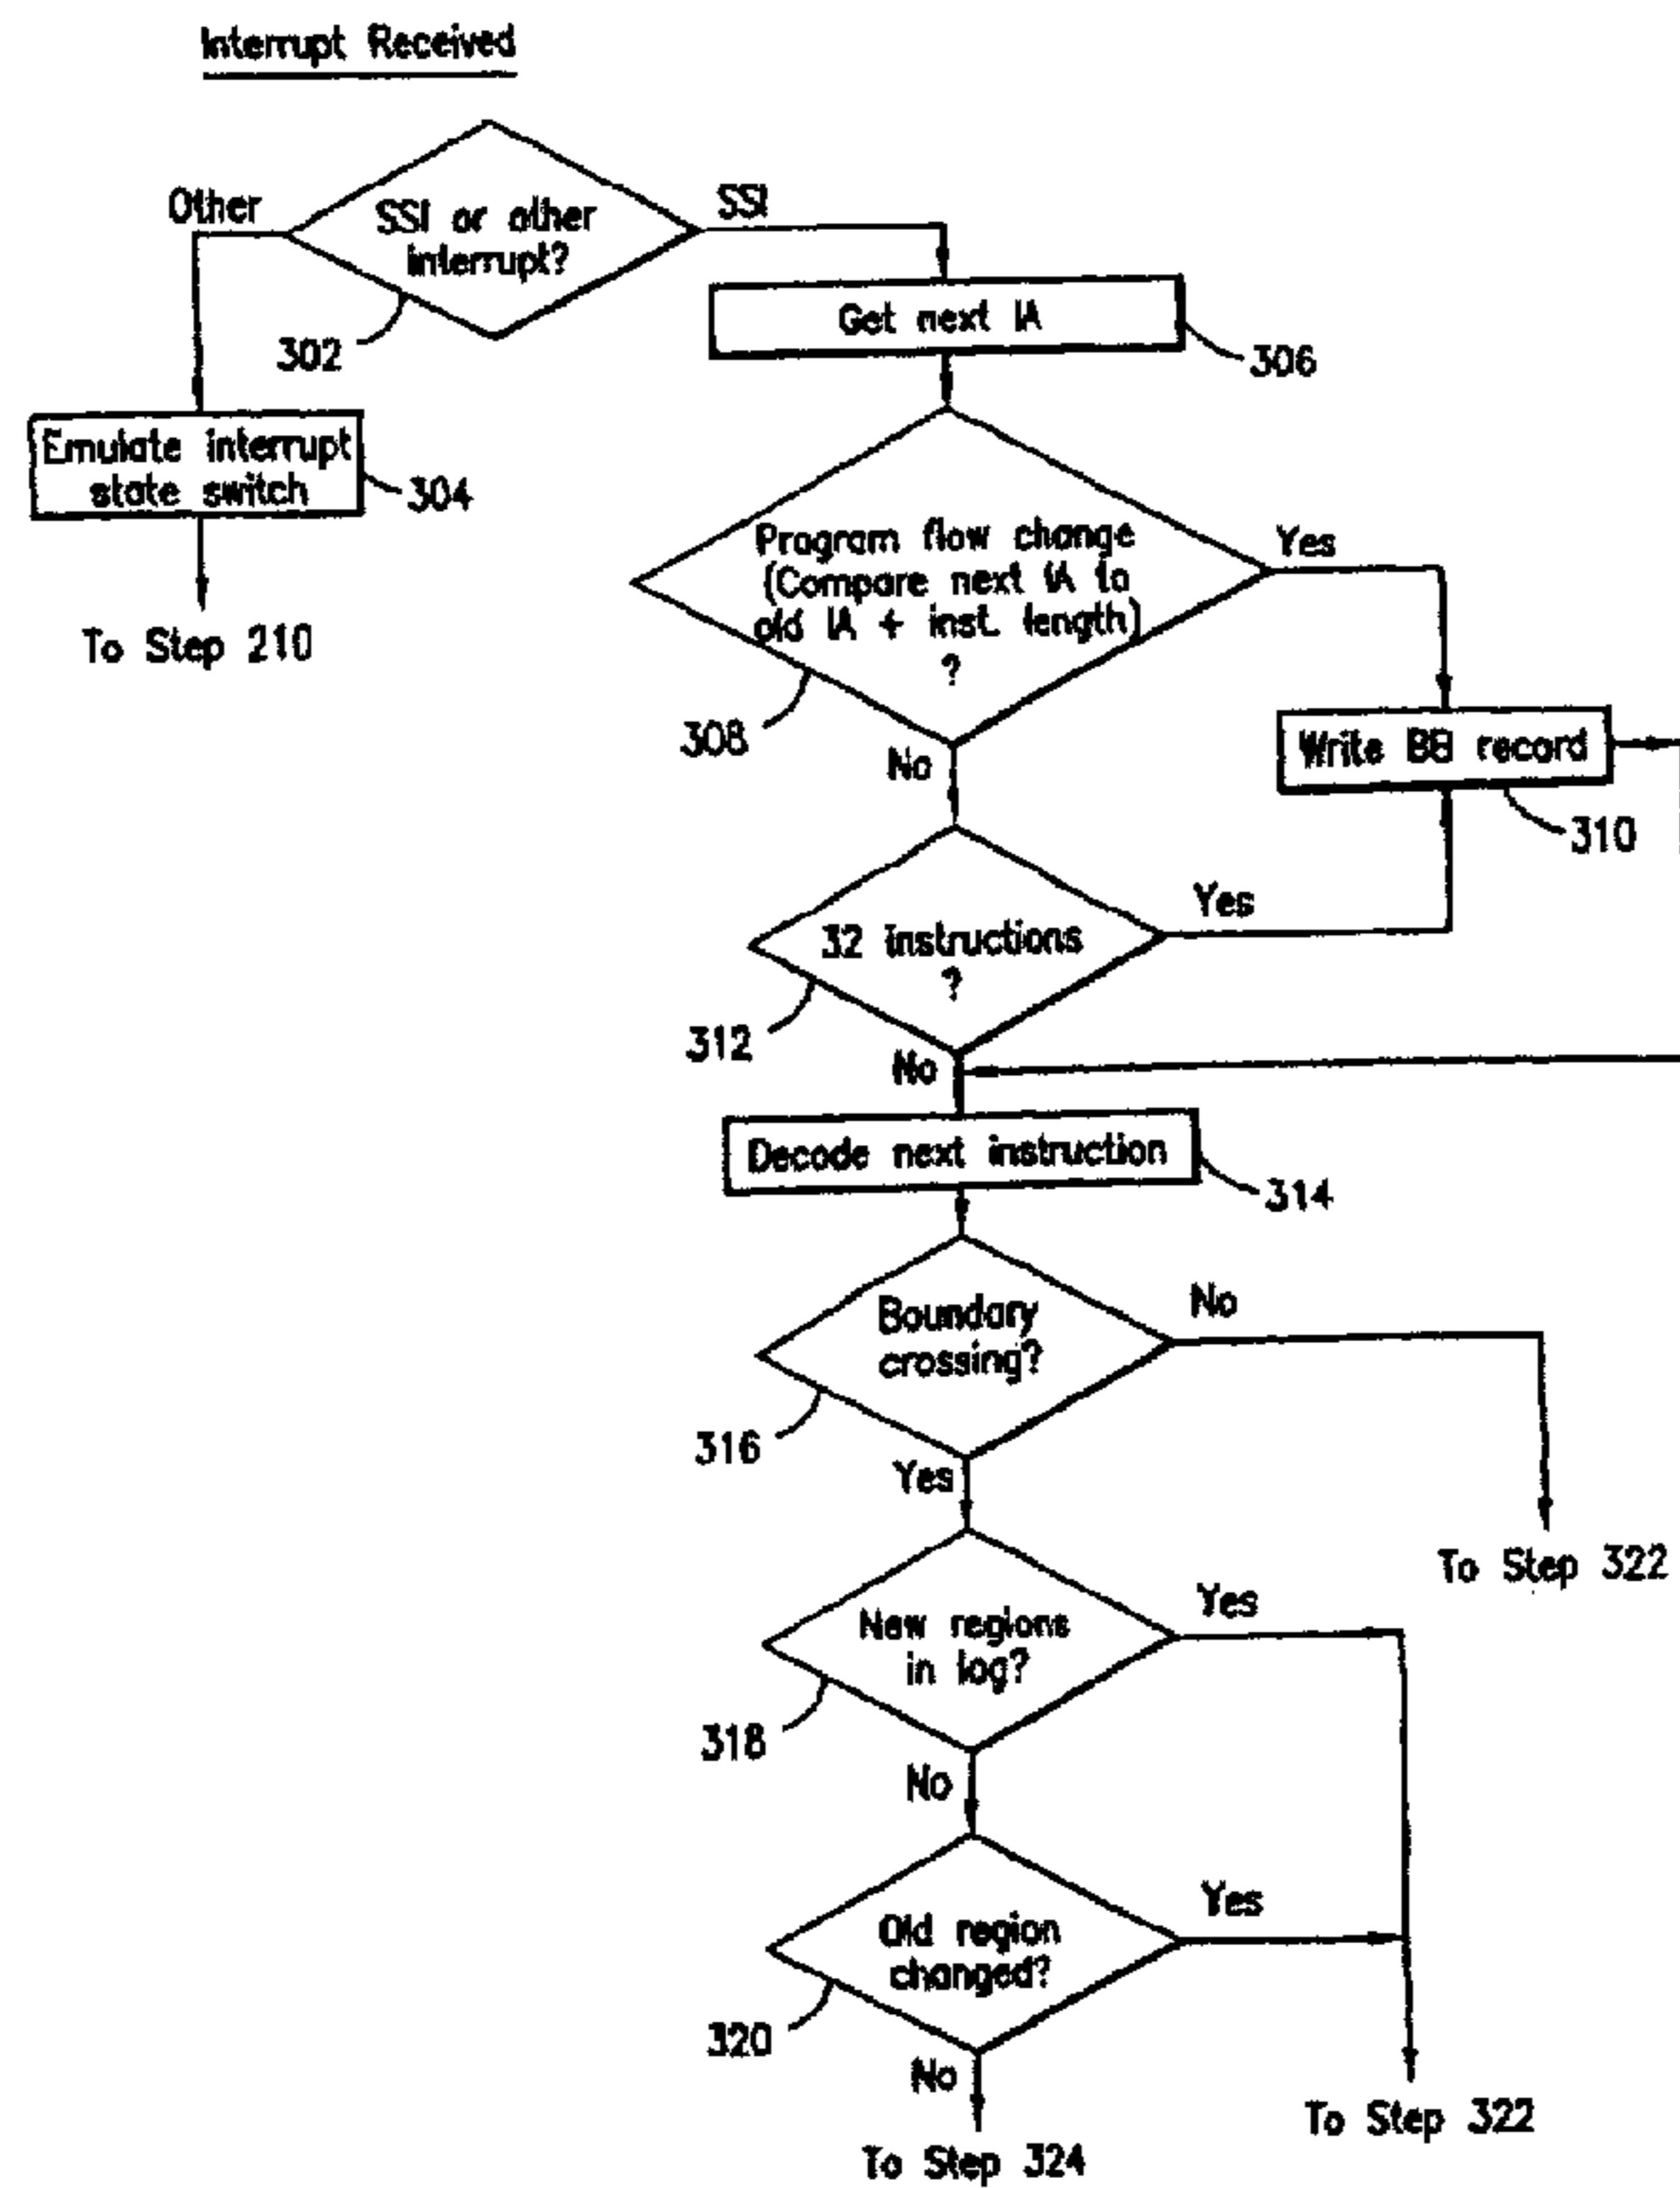 Interrupt Received
Other
SSI or other
interrupt?
SSI
302
Get next IA
306
Emulate interrupt
state switch
304
To Step 210
Program flow change
(Compare next IA to
old IA + inst. length)
?
Yes
308
No
Write BB record
310
32 instructions
?
Yes
312
No
Decode next instruction
314
Boundary
crossing?
No
316
Yes
To Step 322
New regions
in log?
Yes
318
No
Old region
changed?
Yes
320
No
To Step 322
To Step 324